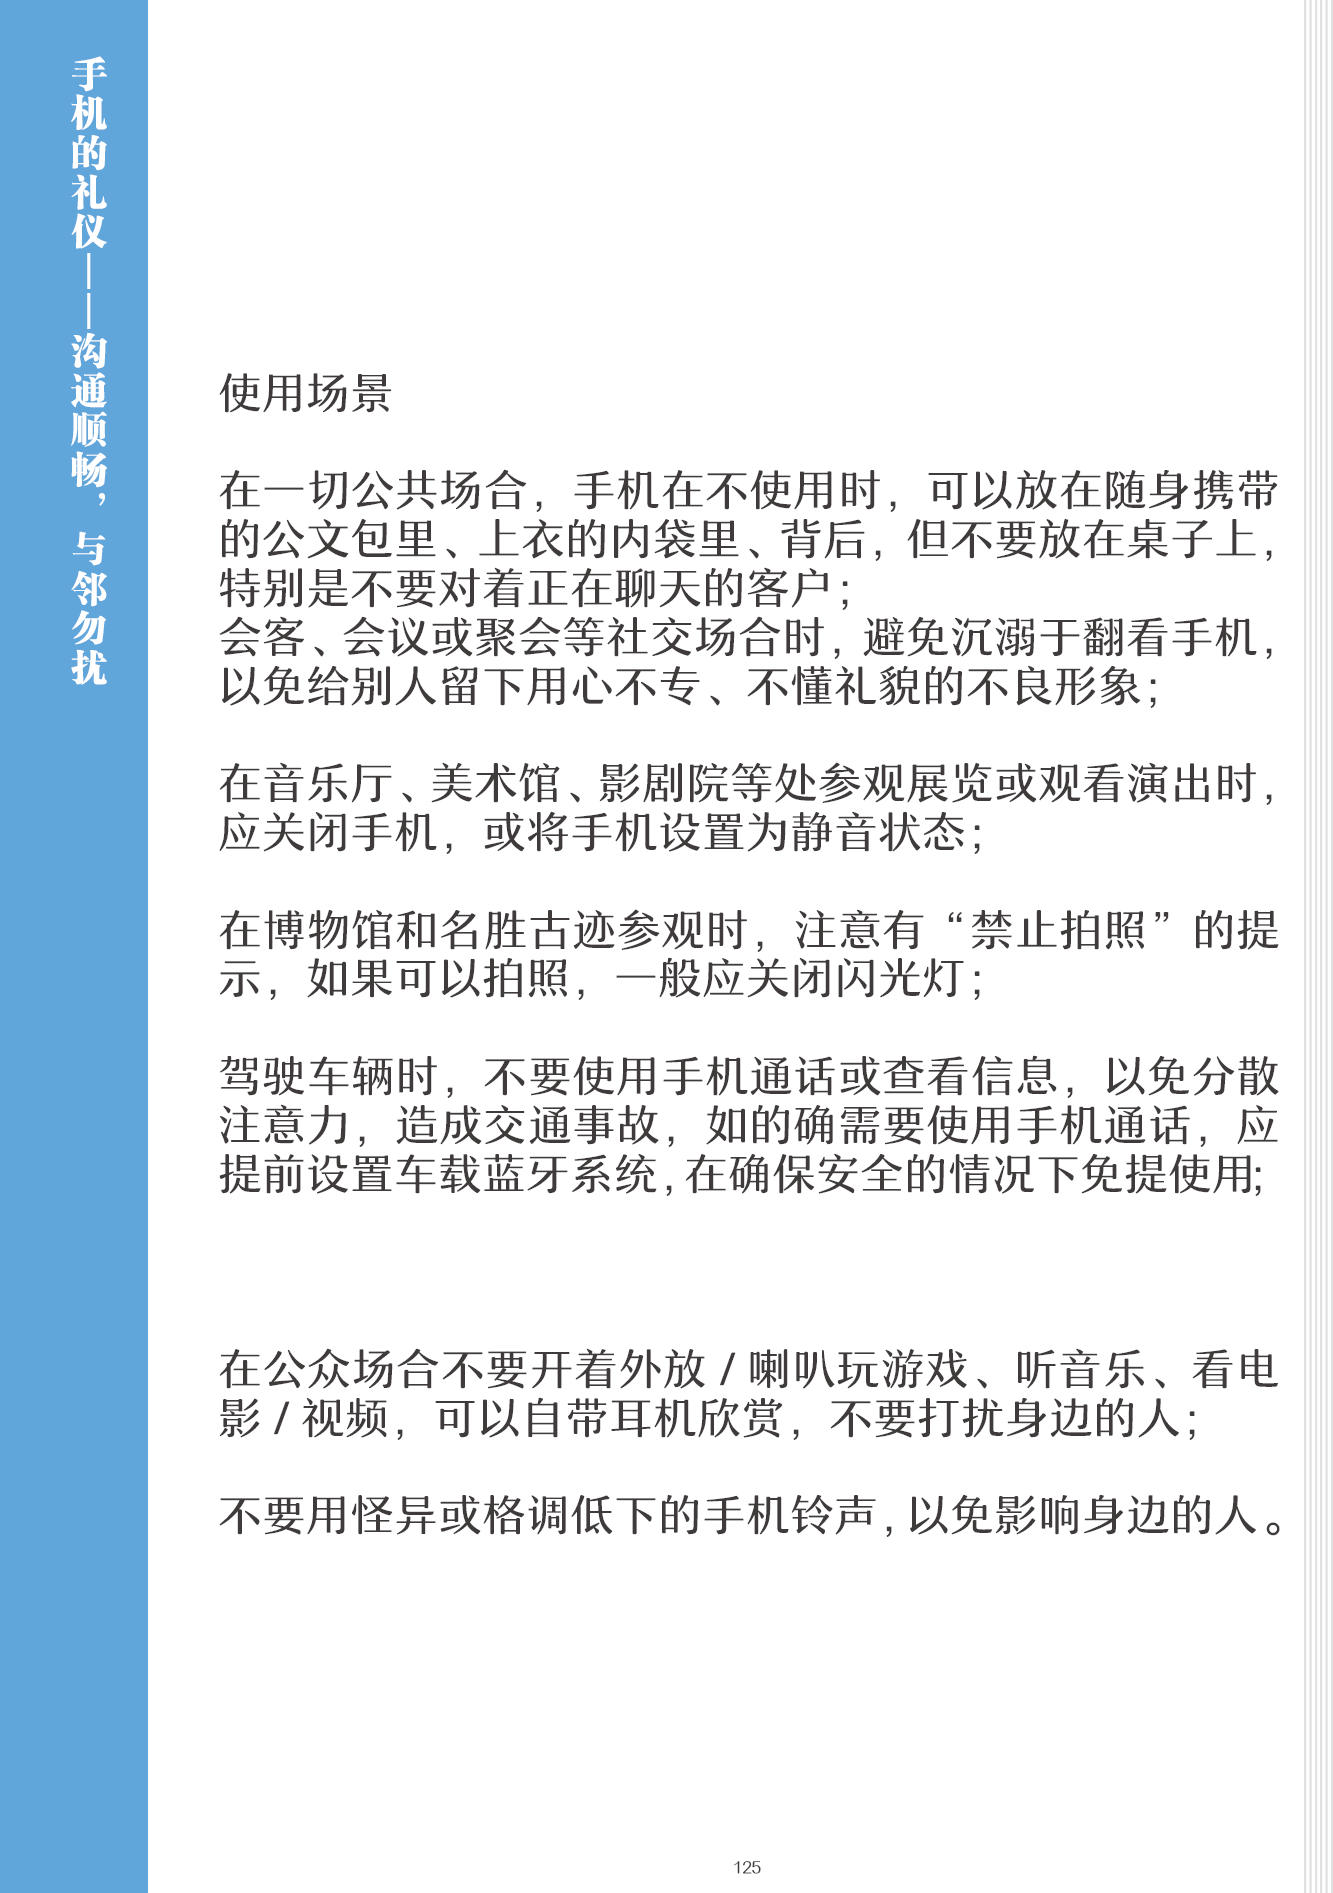 手机的礼仪——沟通顺畅，与邻勿扰
使用场景
在一切公共场合，手机在不使用时，可以放在随身携带
的公文包里、上衣的内袋里、背后，但不要放在桌子上，
特别是不要对着正在聊天的客户；
会客、会议或聚会等社交场合时，避免沉溺于翻看手机，
以免给别人留下用心不专、不懂礼貌的不良形象；
在音乐厅、美术馆、影剧院等处参观展览或观看演出时，
应关闭手机，或将手机设置为静音状态；
在博物馆和名胜古迹参观时，注意有“禁止拍照”的提
示，如果可以拍照，一般应关闭闪光灯；
驾驶车辆时，不要使用手机通话或查看信息，以免分散
注意力，造成交通事故，如的确需要使用手机通话，应
提前设置车载蓝牙系统，在确保安全的情况下免提使用；
在公众场合不要开着外放/喇叭玩游戏、听音乐、看电
影/视频，可以自带耳机欣赏，不要打扰身边的人；
不要用怪异或格调低下的手机铃声，以免影响身边的人。
125